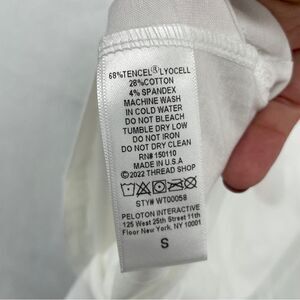 68%TENCEL®LYOCELL
28%COTTON
4% SPANDEX
MACHINE WASH
IN COLD WATER
DO NOT BLEACH
TUMBLE DRY LOW
DO NOT IRON
DO NOT DRY CLEAN
RN# 150110
MADE IN U.S.A
©2022 THREAD SHOP
STY# WT00058
PELOTON INTERACTIVE
125 West 25th Street 11th
Floor New York, NY 10001
S